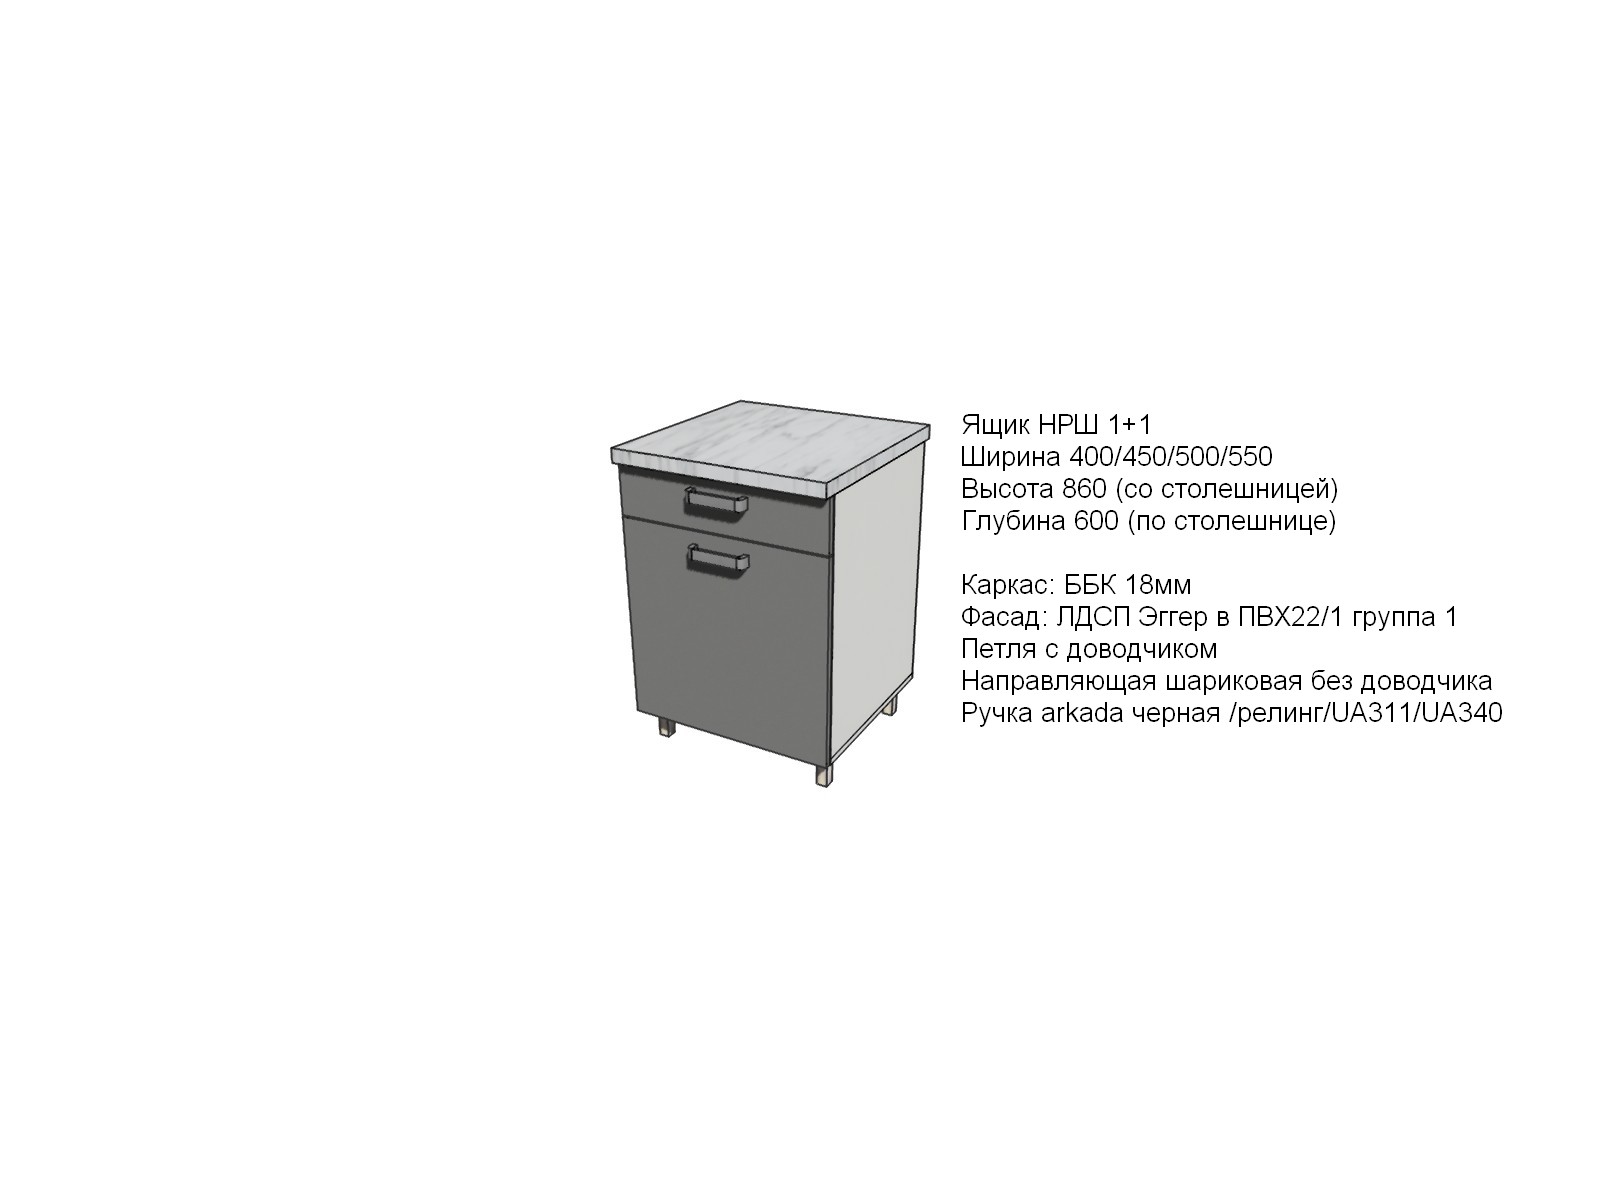 Ящик НРШ 1+1
Ширина 400/450/500/550
Высота 860 (со столешницей)
Глубина 600 (по столешнице)
Каркас: ББК 18мм
Фасад: ЛДСП Эггер в ПВХ22/1 группа 1
Петля с доводчиком
Направляющая шариковая без доводчика
Ручка arkada черная /релинг/UA311/UA340